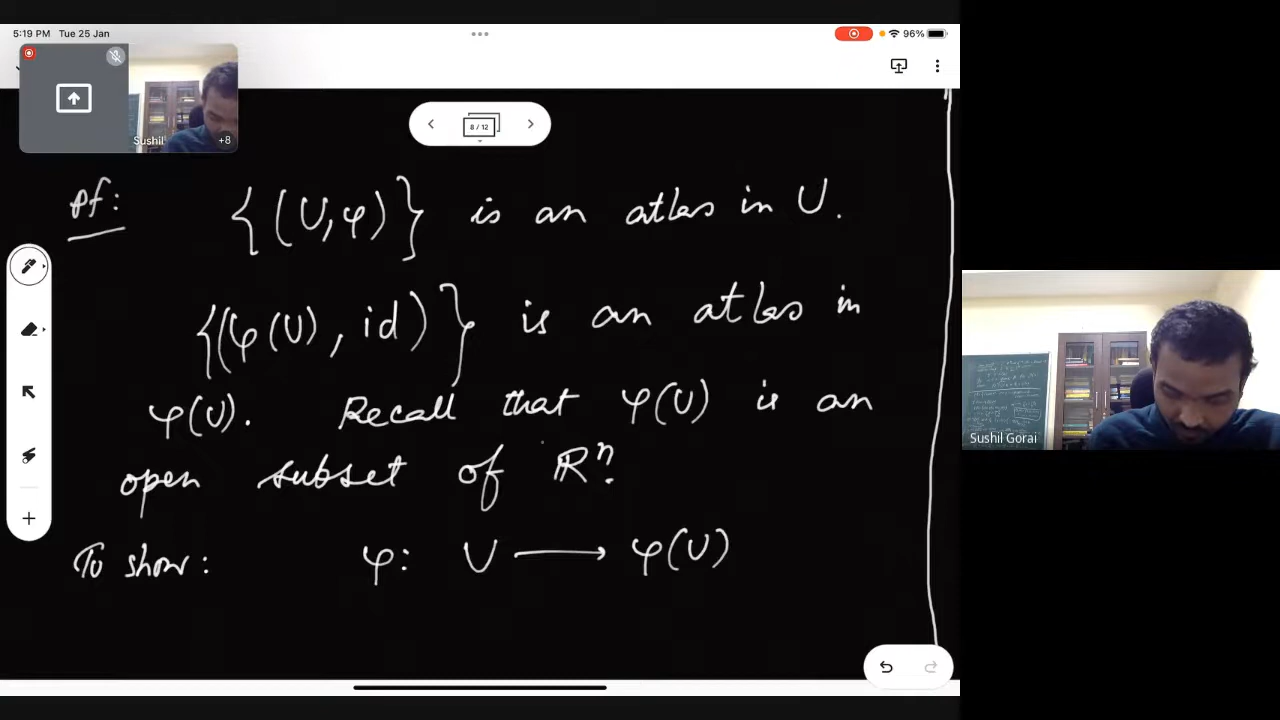 5:19 PM Tue 25 Jan
96%
Sushil
+8
8 / 12
pf: {(U, φ)} is an atlas in U.
{(φ(U), id)} is an atlas in
φ(U). Recall that φ(U) is an
open subset of ℝⁿ.
To show: φ: U ⟶ φ(U)
Sushil Gorai